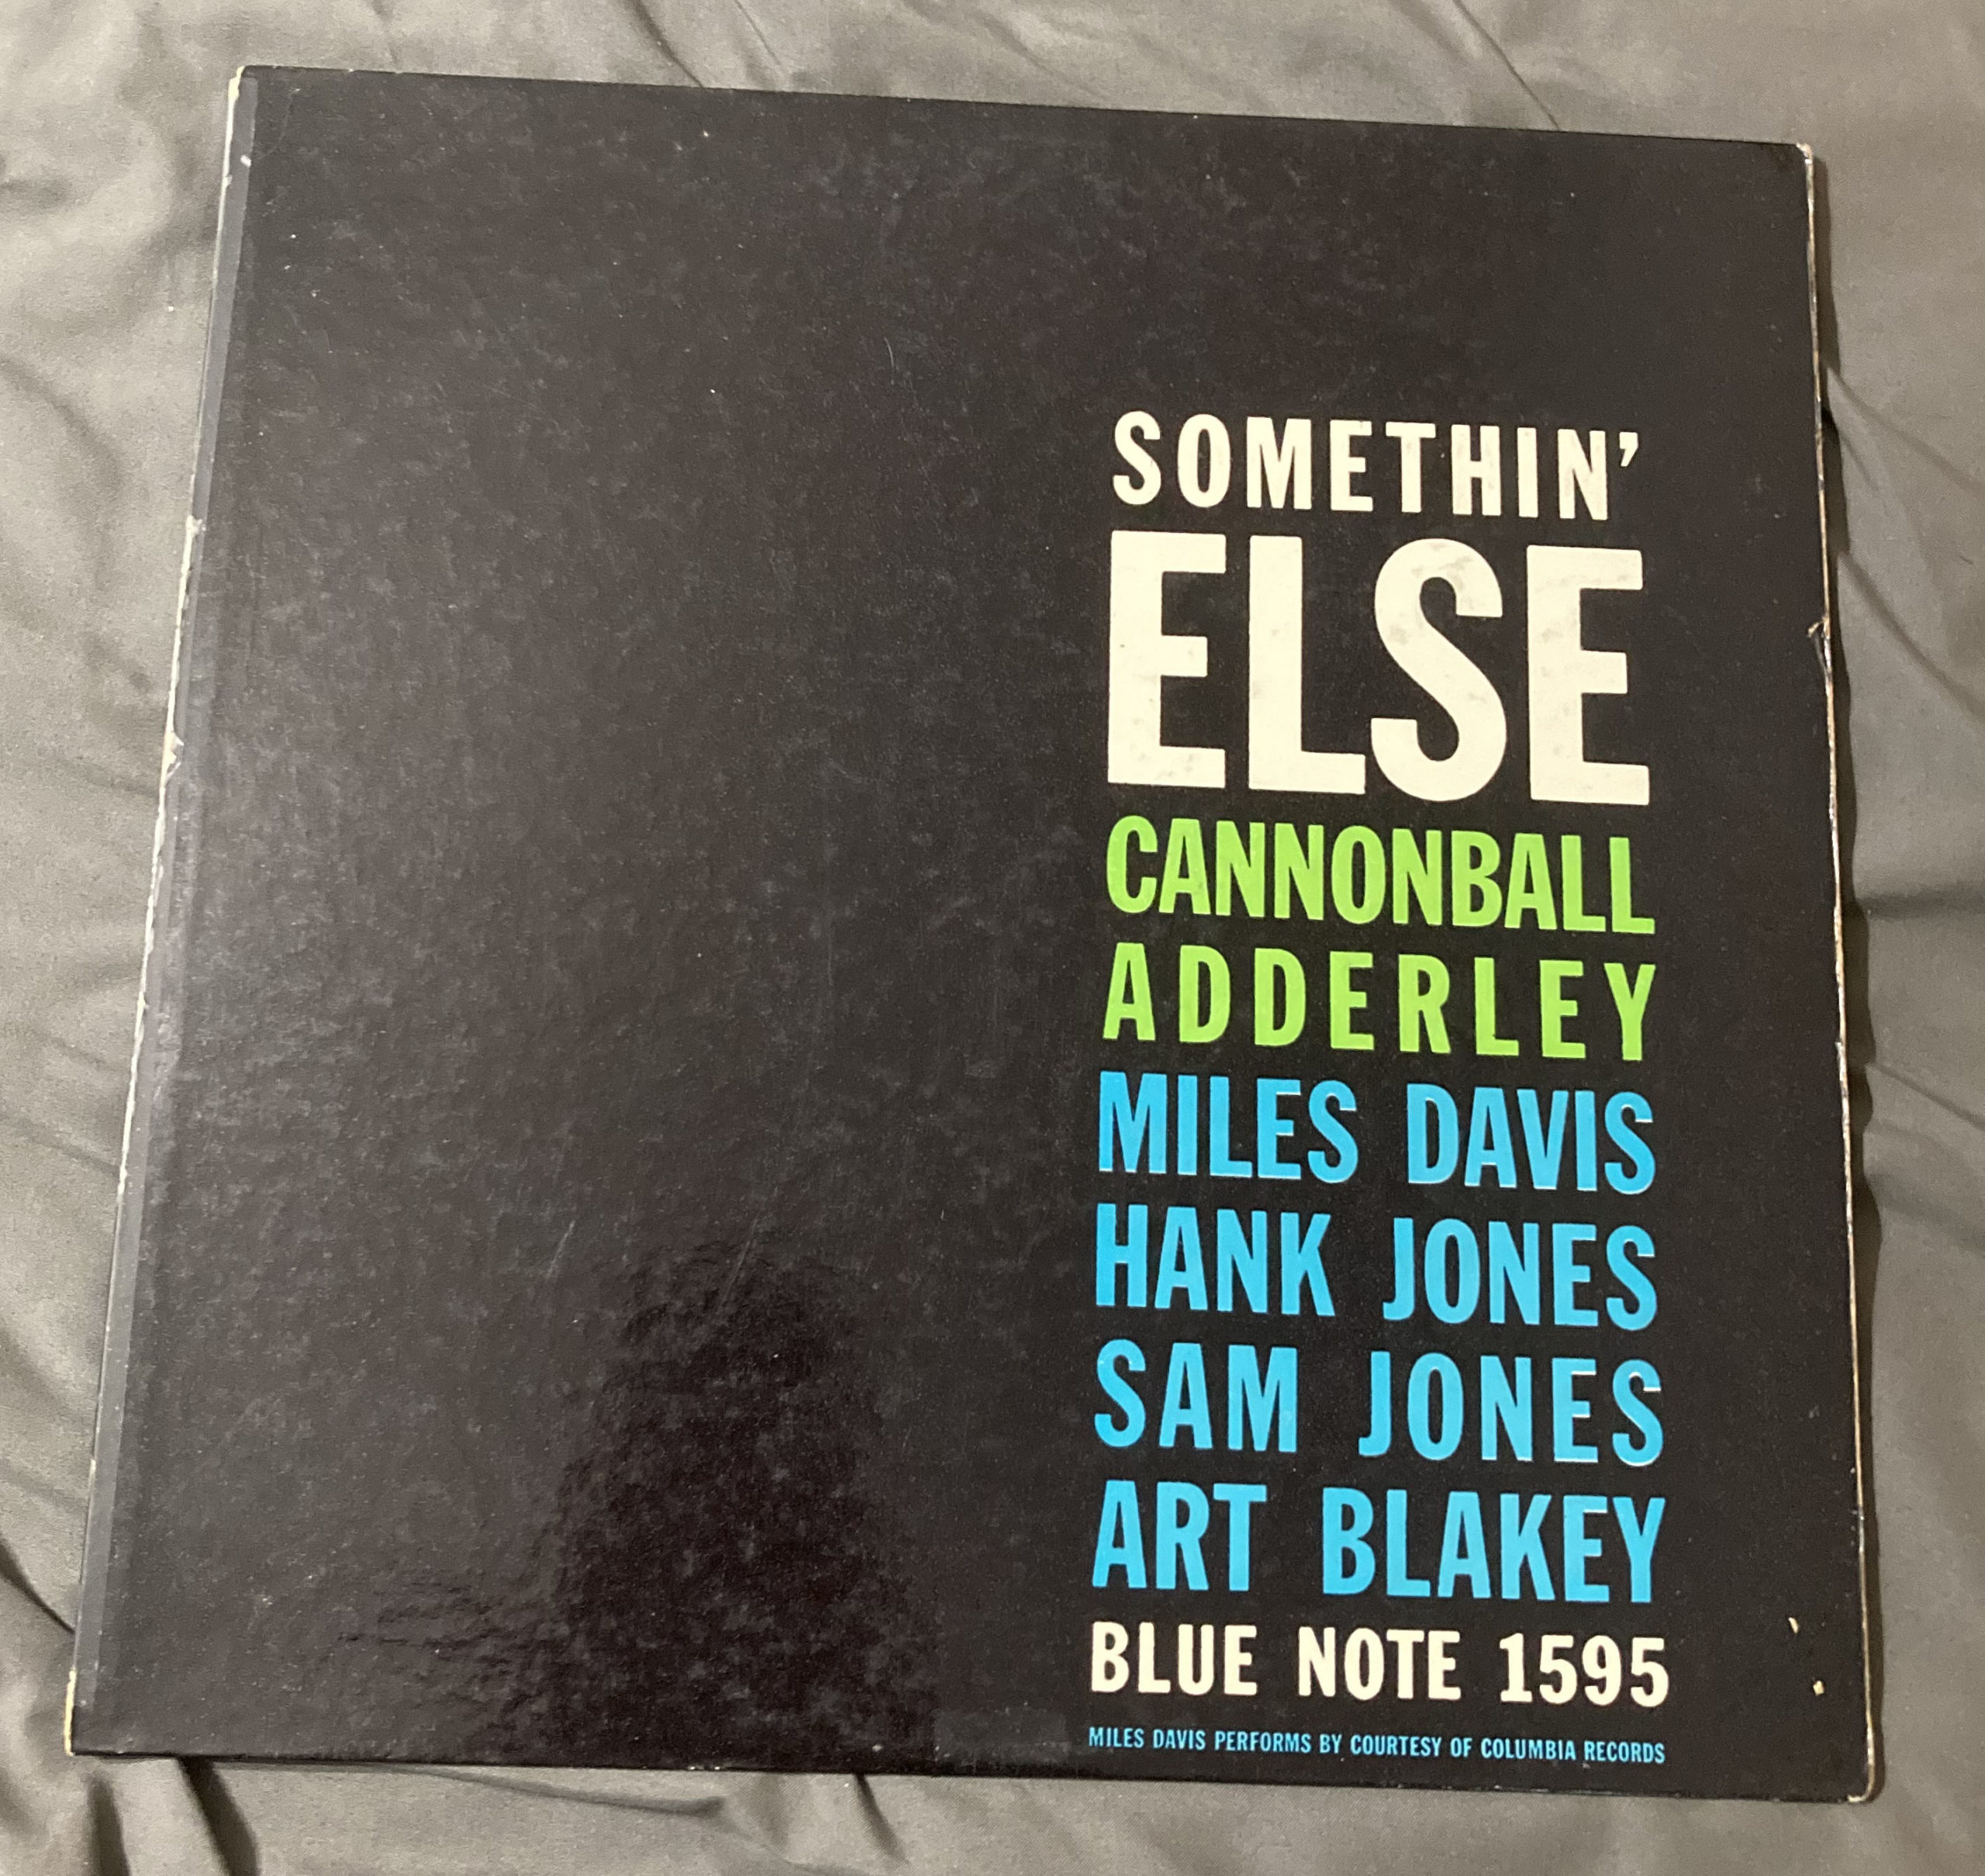 SOMETHIN'
ELSE
CANNONBALL
ADDERLEY
MILES DAVIS
HANK JONES
SAM JONES
ART BLAKEY
BLUE NOTE 1595
MILES DAVIS PERFORMS BY COURTESY OF COLUMBIA RECORDS